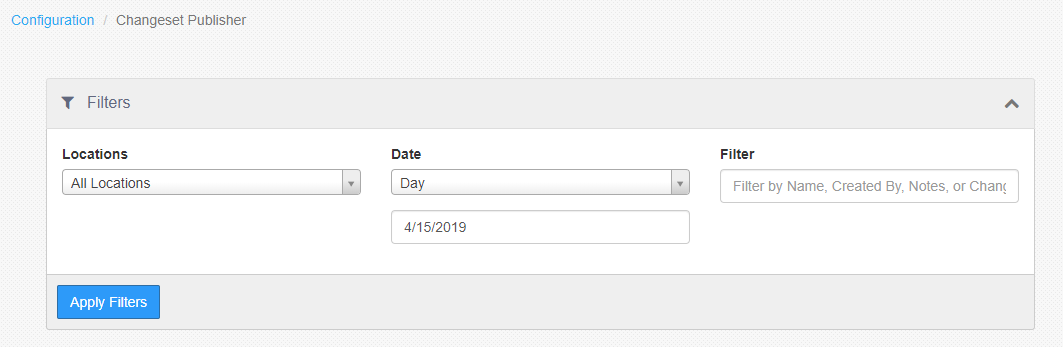 Configuration / Changeset Publisher
Filters
Locations
All Locations
Date
Day
4/15/2019
Filter
Filter by Name, Created By, Notes, or Chang
Apply Filters